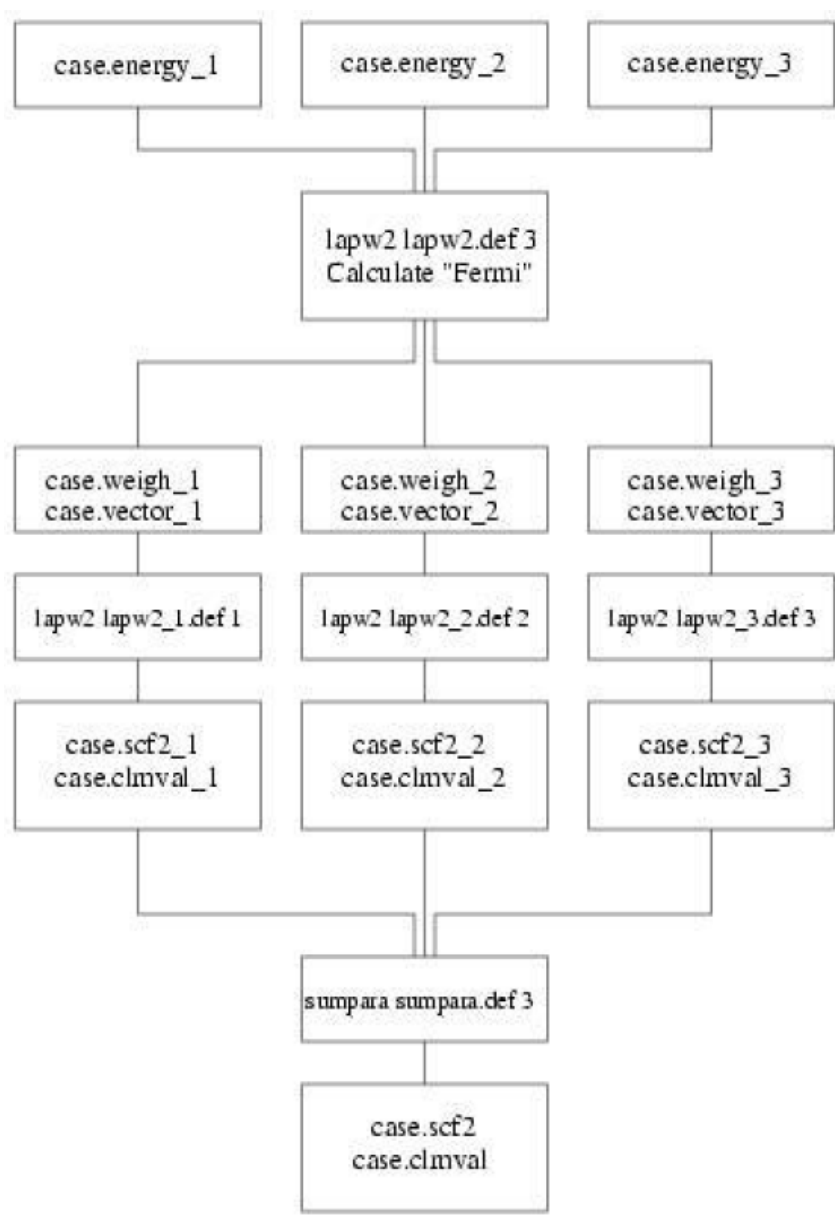 case.energy_1
case.energy_2
case.energy_3
lapw2 lapw2.def 3
Calculate "Fermi"
case.weigh_1
case.vector_1
case.weigh_2
case.vector_2
case.weigh_3
case.vector_3
lapw2 lapw2_1.def 1
lapw2 lapw2_2.def 2
lapw2 lapw2_3.def 3
case.scf2_1
case.clmval_1
case.scf2_2
case.clmval_2
case.scf2_3
case.clmval_3
sumpara sumpara.def 3
case.scf2
case.clmval